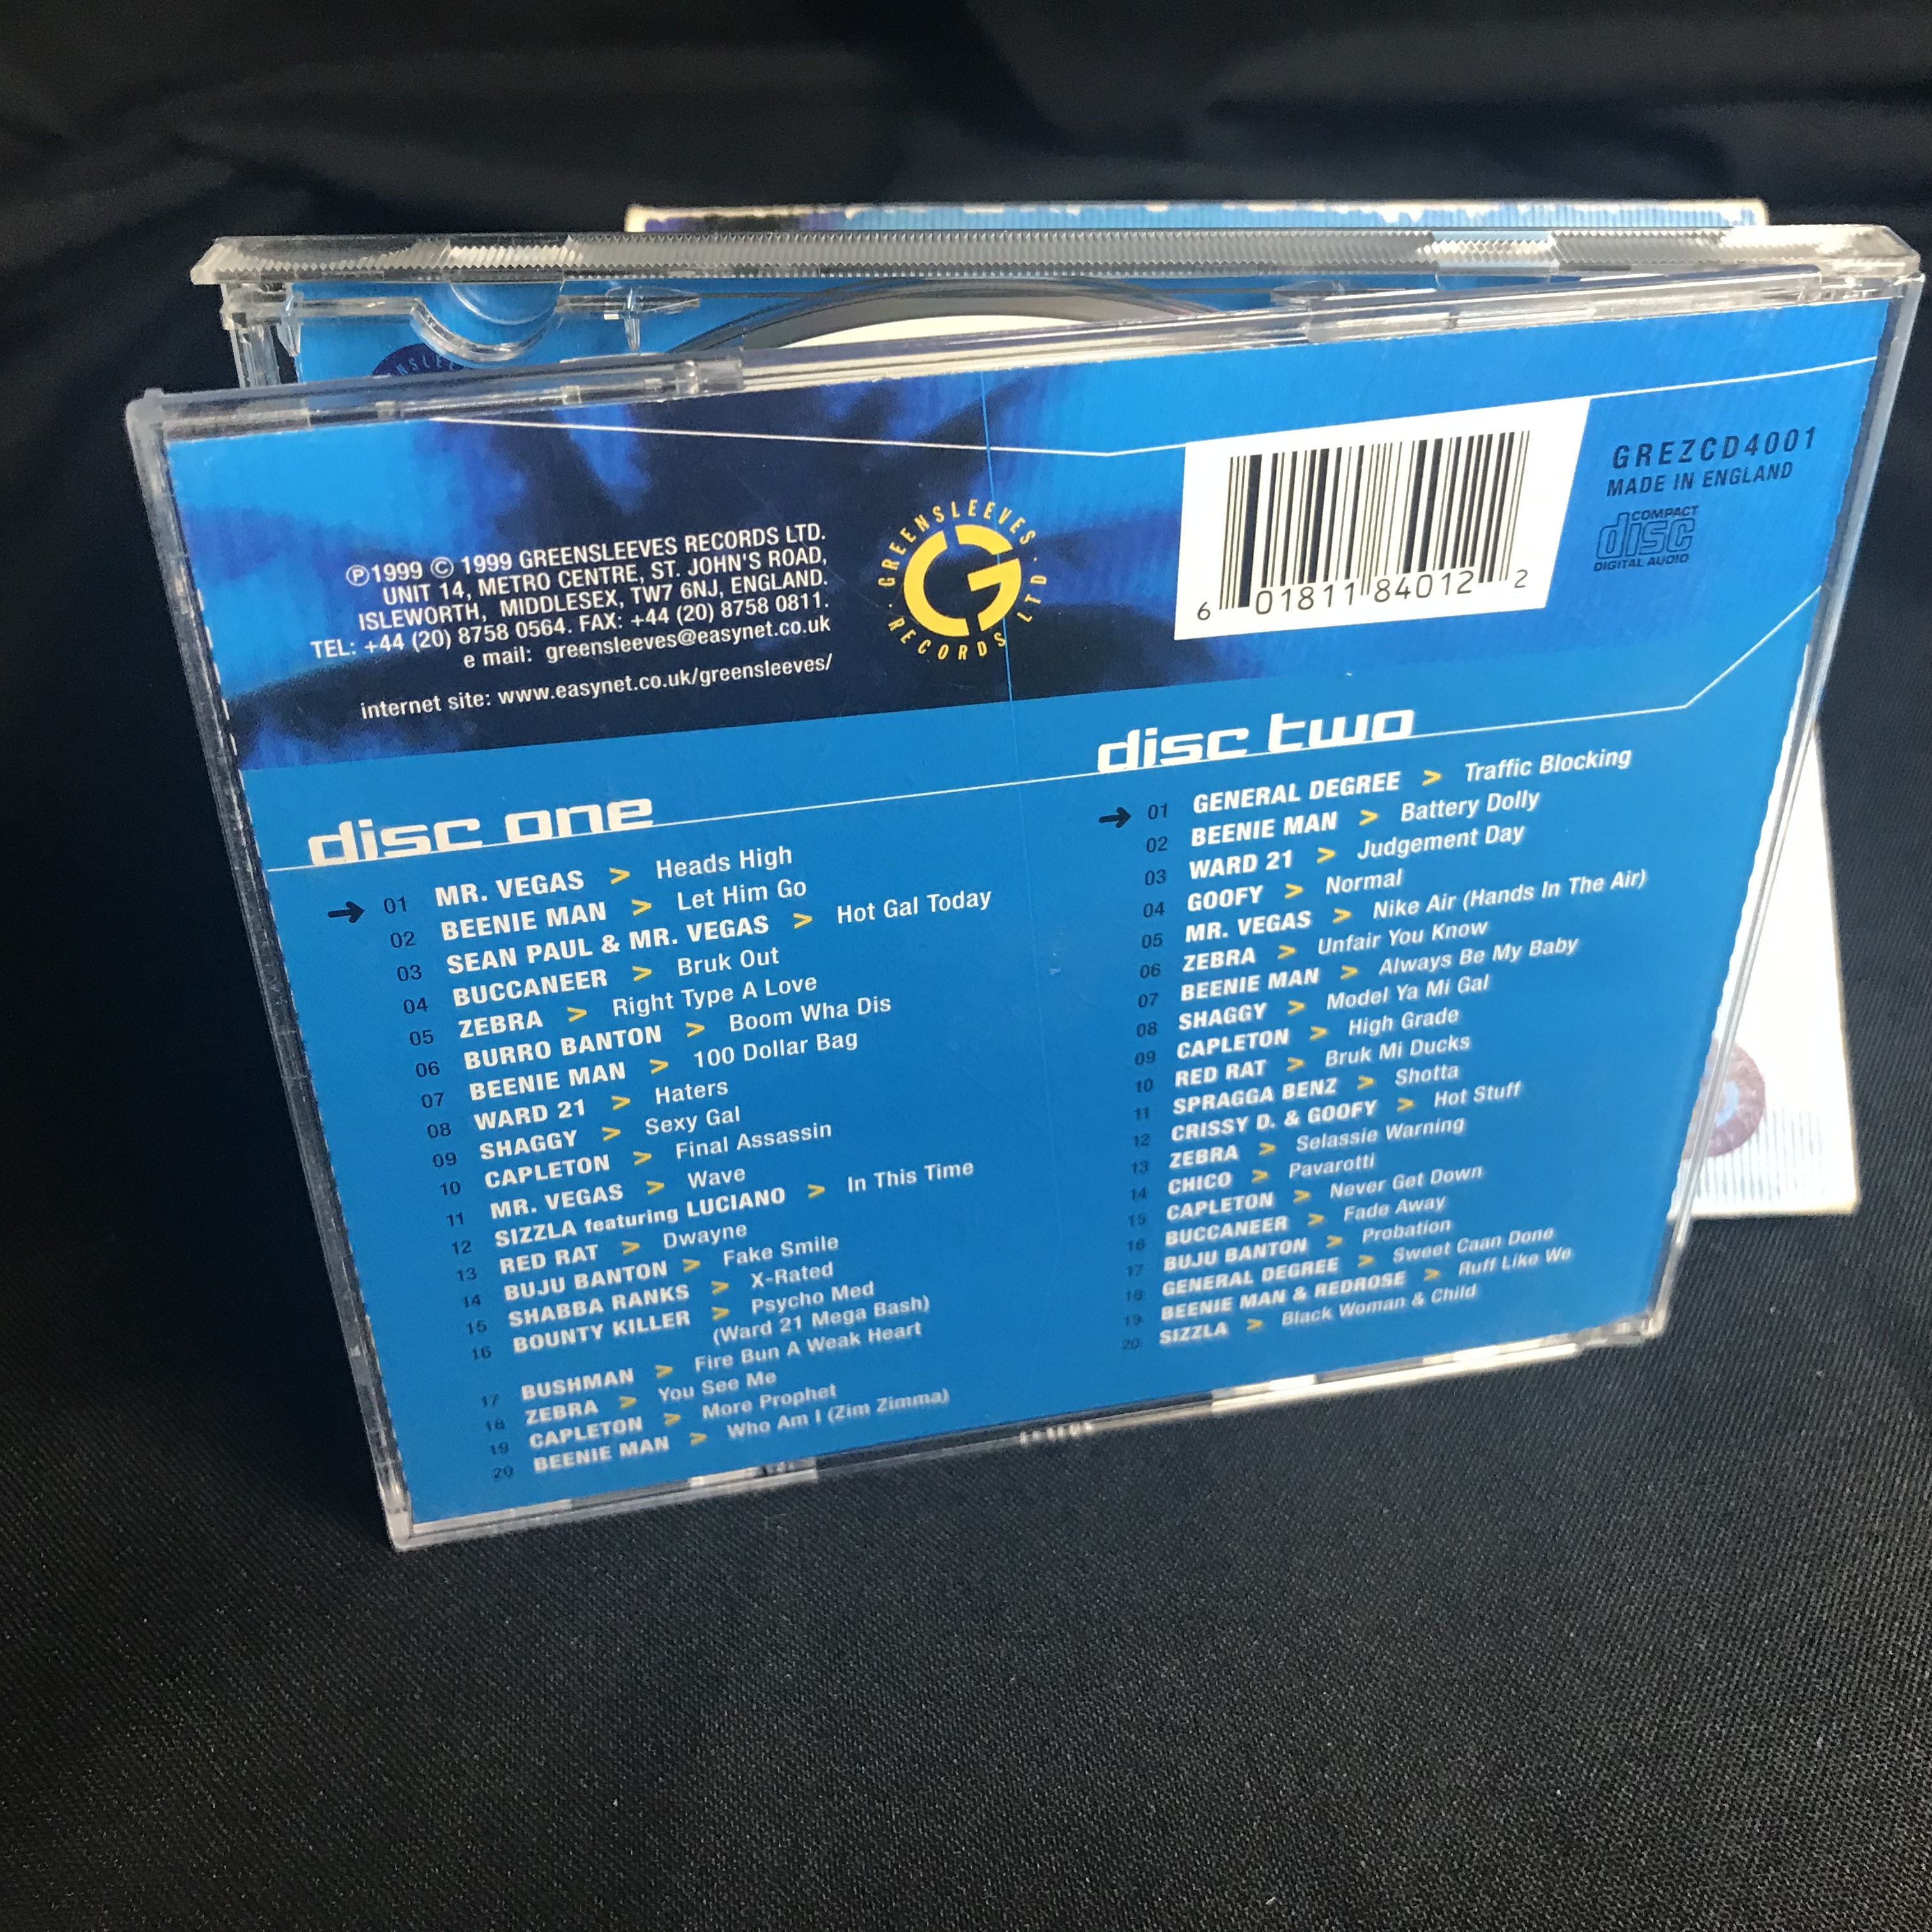 ℗1999 © 1999 GREENSLEEVES RECORDS LTD.
UNIT 14, METRO CENTRE, ST. JOHN'S ROAD,
ISLEWORTH, MIDDLESEX, TW7 6NJ, ENGLAND.
TEL: +44 (20) 8758 0564. FAX: +44 (20) 8758 0811.
e mail: greensleeves@easynet.co.uk
internet site: www.easynet.co.uk/greensleeves/
GREENSLEEVES RECORDS LTD
6 01811 84012 2
GREZCD4001
MADE IN ENGLAND
COMPACT
disc
DIGITAL AUDIO
disc one
01 MR. VEGAS > Heads High
02 BEENIE MAN > Let Him Go
03 SEAN PAUL & MR. VEGAS > Hot Gal Today
04 BUCCANEER > Bruk Out
05 ZEBRA > Right Type A Love
06 BURRO BANTON > Boom Wha Dis
07 BEENIE MAN > 100 Dollar Bag
08 WARD 21 > Haters
09 SHAGGY > Sexy Gal
10 CAPLETON > Final Assassin
11 MR. VEGAS > Wave
12 SIZZLA featuring LUCIANO > In This Time
13 RED RAT > Dwayne
14 BUJU BANTON > Fake Smile
15 SHABBA RANKS > X-Rated
16 BOUNTY KILLER > Psycho Med
(Ward 21 Mega Bash)
17 BUSHMAN > Fire Bun A Weak Heart
18 ZEBRA > You See Me
19 CAPLETON > More Prophet
20 BEENIE MAN > Who Am I (Zim Zimma)
disc two
01 GENERAL DEGREE > Traffic Blocking
02 BEENIE MAN > Battery Dolly
03 WARD 21 > Judgement Day
04 GOOFY > Normal
05 MR. VEGAS > Nike Air (Hands In The Air)
06 ZEBRA > Unfair You Know
07 BEENIE MAN > Always Be My Baby
08 SHAGGY > Model Ya Mi Gal
09 CAPLETON > High Grade
10 RED RAT > Bruk Mi Ducks
11 SPRAGGA BENZ > Shotta
12 CRISSY D. & GOOFY > Hot Stuff
13 ZEBRA > Selassie Warning
14 CHICO > Pavarotti
15 CAPLETON > Never Get Down
16 BUCCANEER > Fade Away
17 BUJU BANTON > Probation
18 GENERAL DEGREE > Sweet Caan Done
19 BEENIE MAN & REDROSE > Ruff Like We
20 SIZZLA > Black Woman & Child